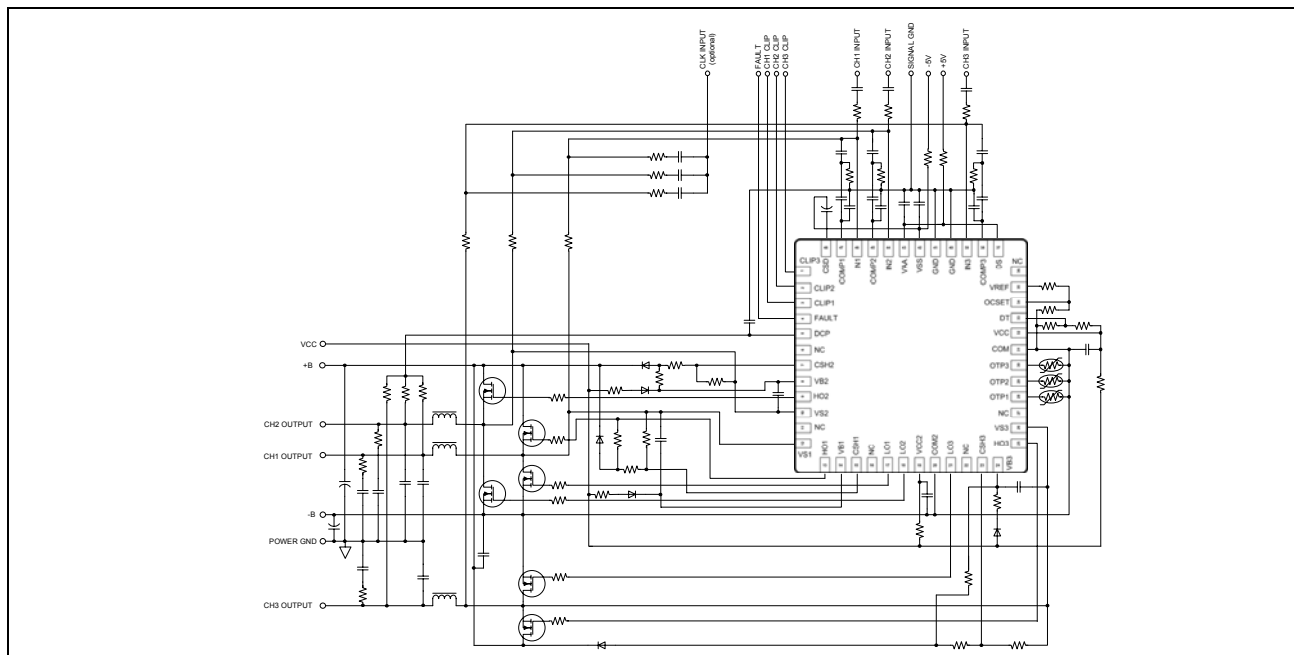 CLK INPUT
(optional)
FAULT
CH1 CLIP
CH2 CLIP
CH3 CLIP
CH1 INPUT
CH2 INPUT
SIGNAL GND
-5V
+5V
CH3 INPUT
CLIP3
CSD
COMP1
IN1
COMP2
IN2
VAA
VSS
GND
GND
IN3
COMP3
DS
NC
CLIP2
CLIP1
FAULT
DCP
NC
CSH2
VB2
HO2
VS2
NC
VS1
VREF
OCSET
DT
VCC
COM
OTP3
OTP2
OTP1
NC
VS3
HO3
HO1
VB1
CSH1
NC
LO1
LO2
VCC2
COM2
LO3
NC
CSH3
VB3
VCC
+B
CH2 OUTPUT
CH1 OUTPUT
-B
POWER GND
CH3 OUTPUT